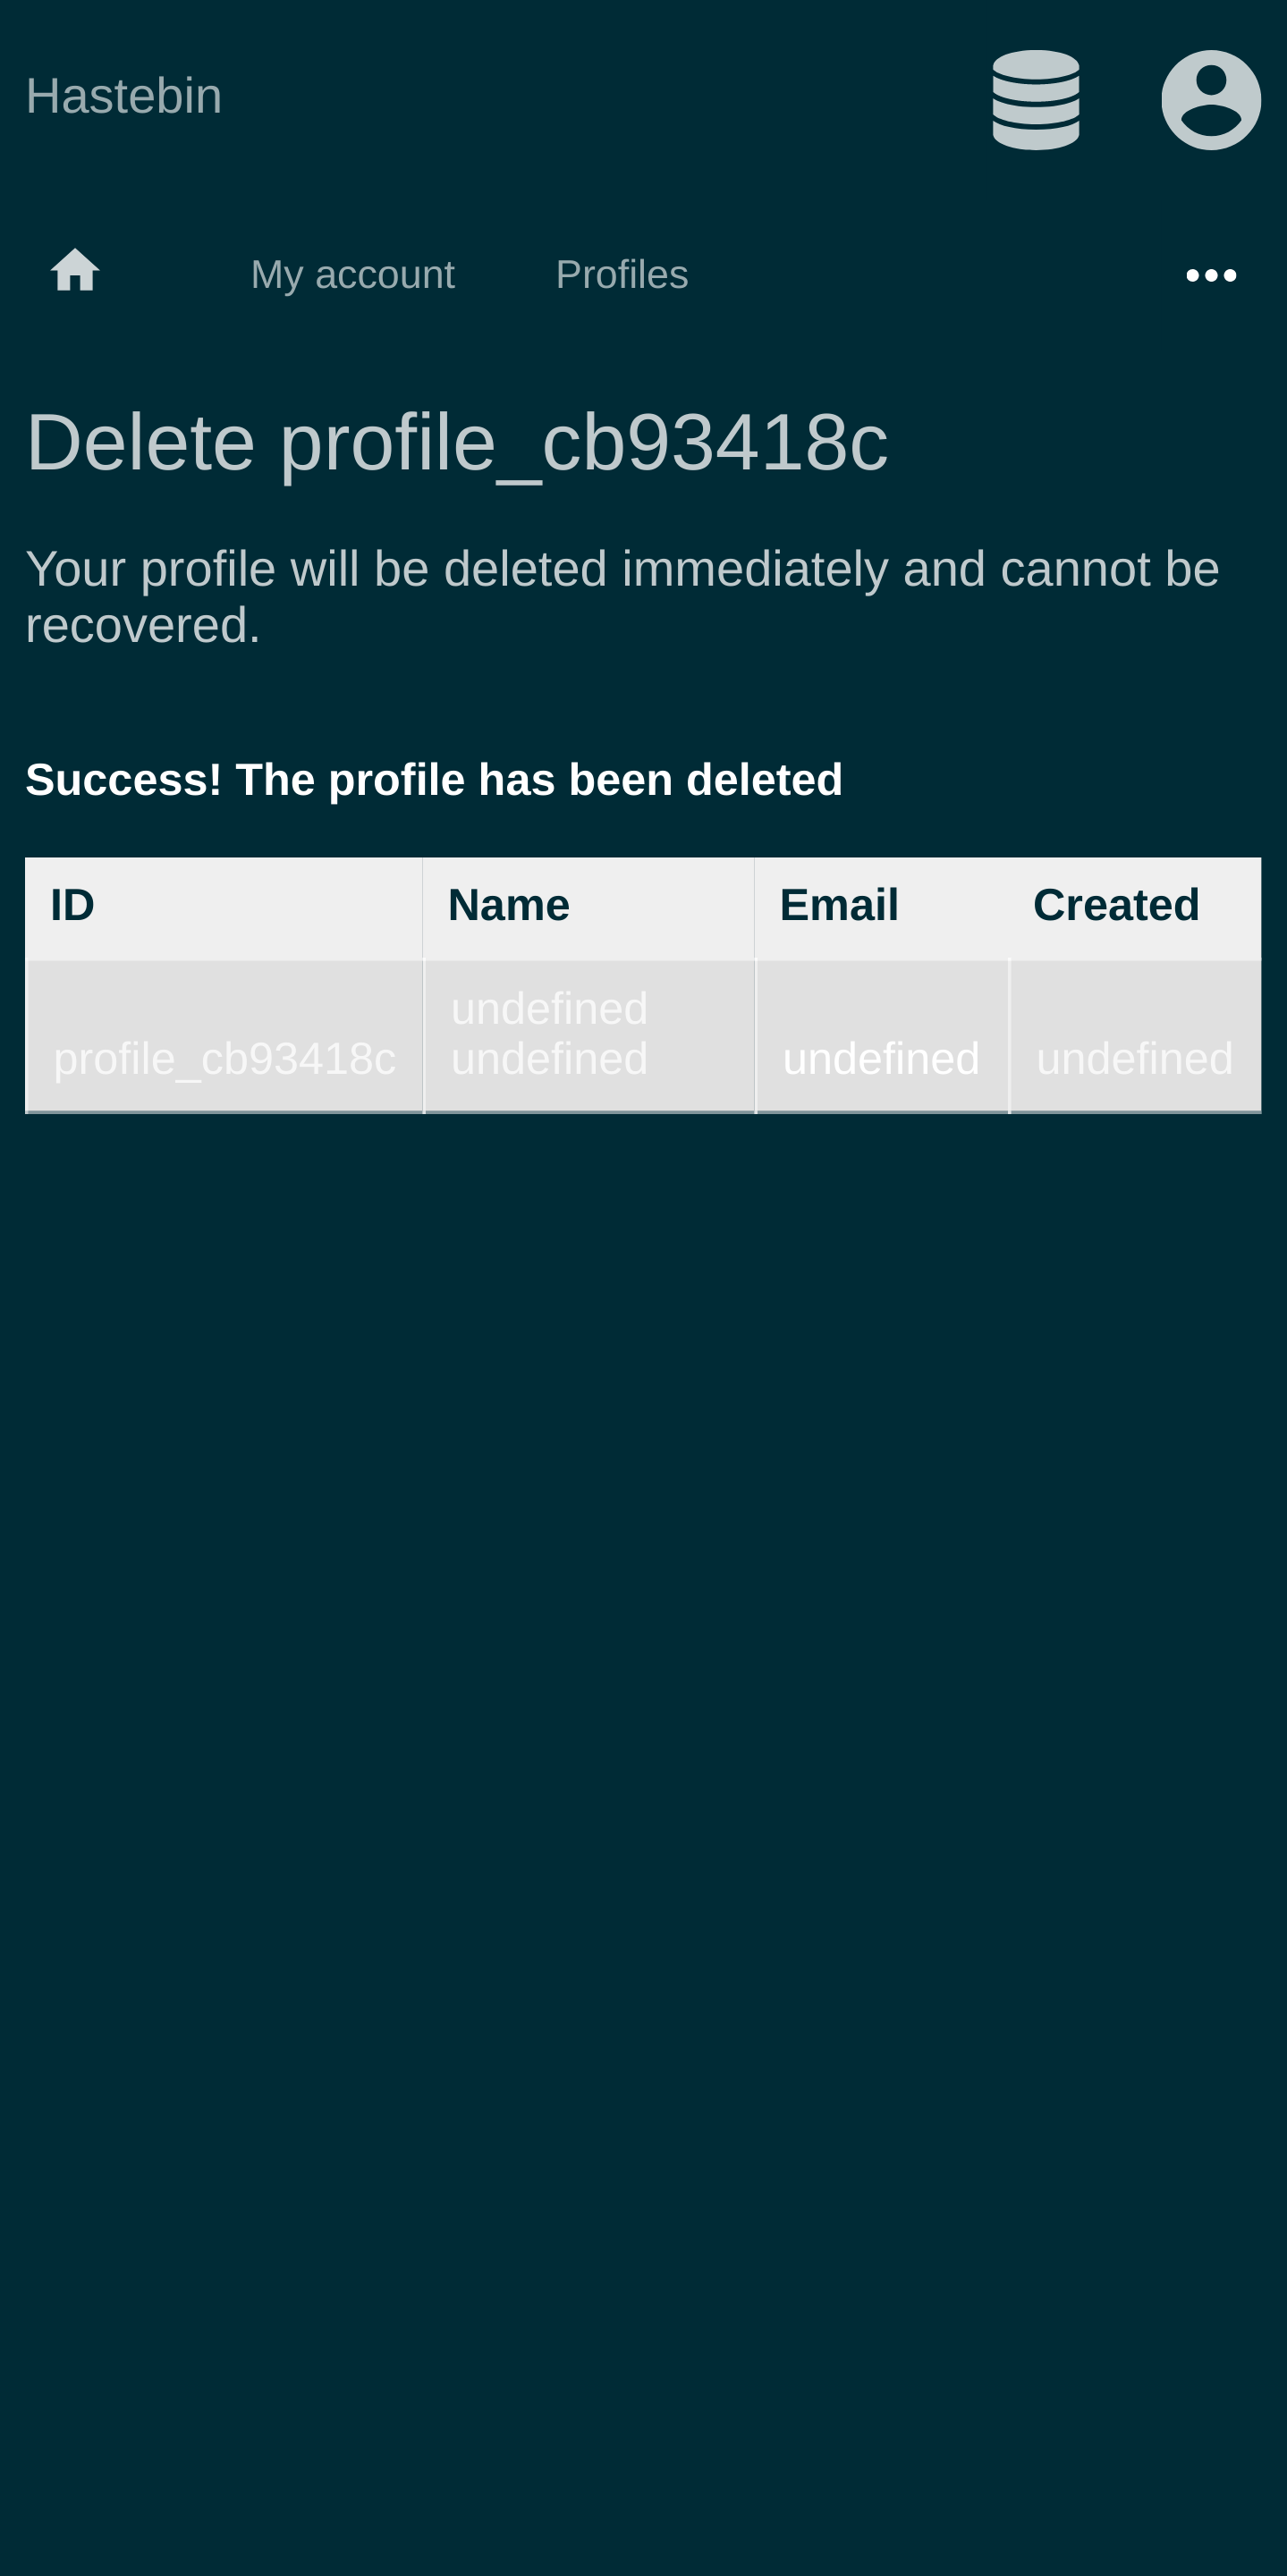 Hastebin
My account Profiles
Delete profile_cb93418c
Your profile will be deleted immediately and cannot be
recovered.
Success! The profile has been deleted
ID Name Email Created
undefined
profile_cb93418c undefined undefined undefined